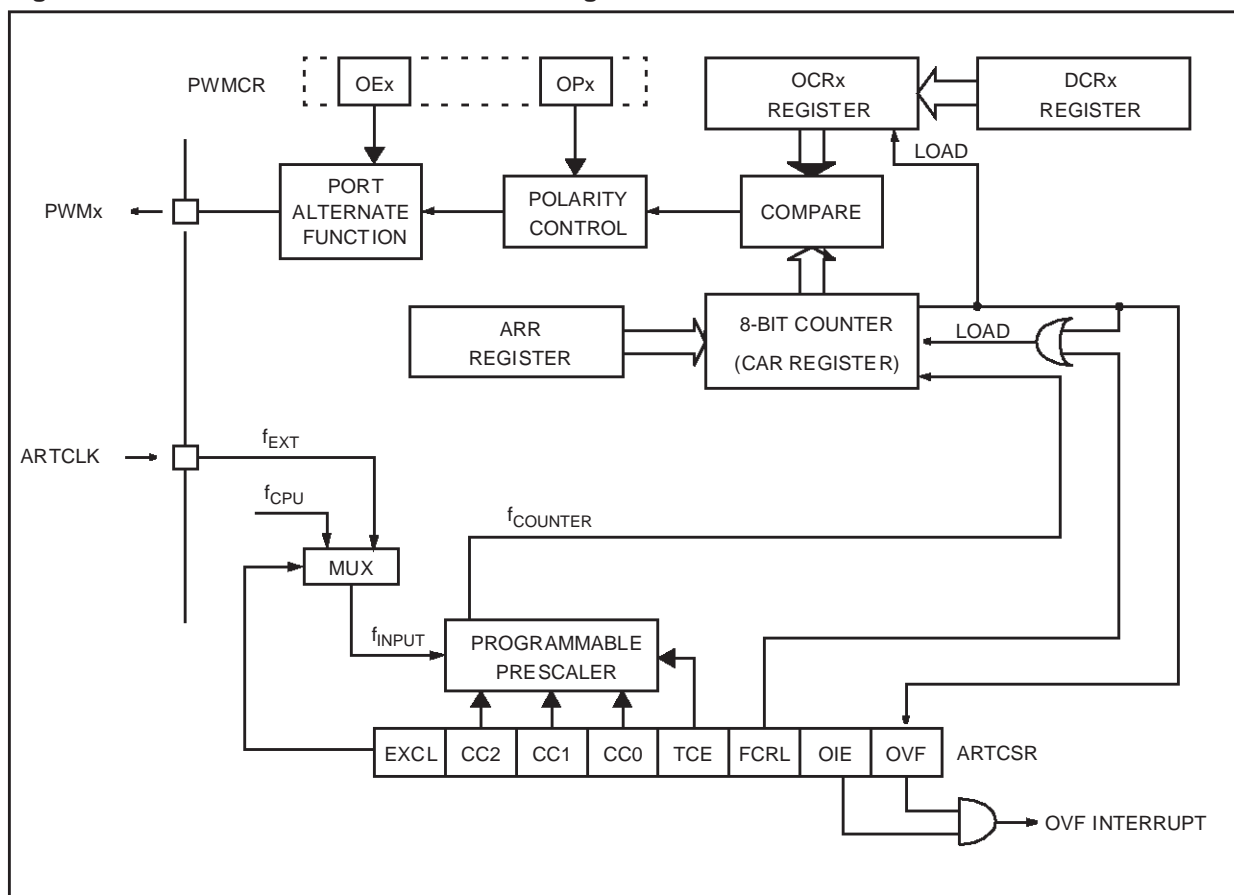 PWMCR
OEx
OPx
OCRx
REGISTER
DCRx
REGISTER
LOAD
PWMx
PORT
ALTERNATE
FUNCTION
POLARITY
CONTROL
COMPARE
ARR
REGISTER
8-BIT COUNTER
(CAR REGISTER)
LOAD
ARTCLK
fEXT
fCPU
fCOUNTER
MUX
fINPUT
PROGRAMMABLE
PRESCALER
EXCL CC2 CC1 CC0 TCE FCRL OIE OVF ARTCSR
OVF INTERRUPT